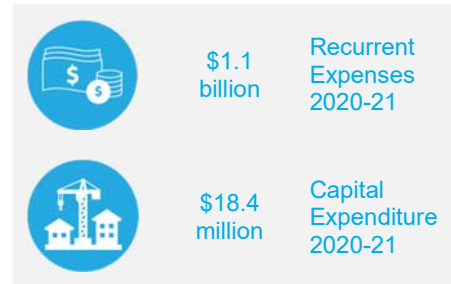 $1.1
billion
Recurrent
Expenses
2020-21
$18.4
million
Capital
Expenditure
2020-21